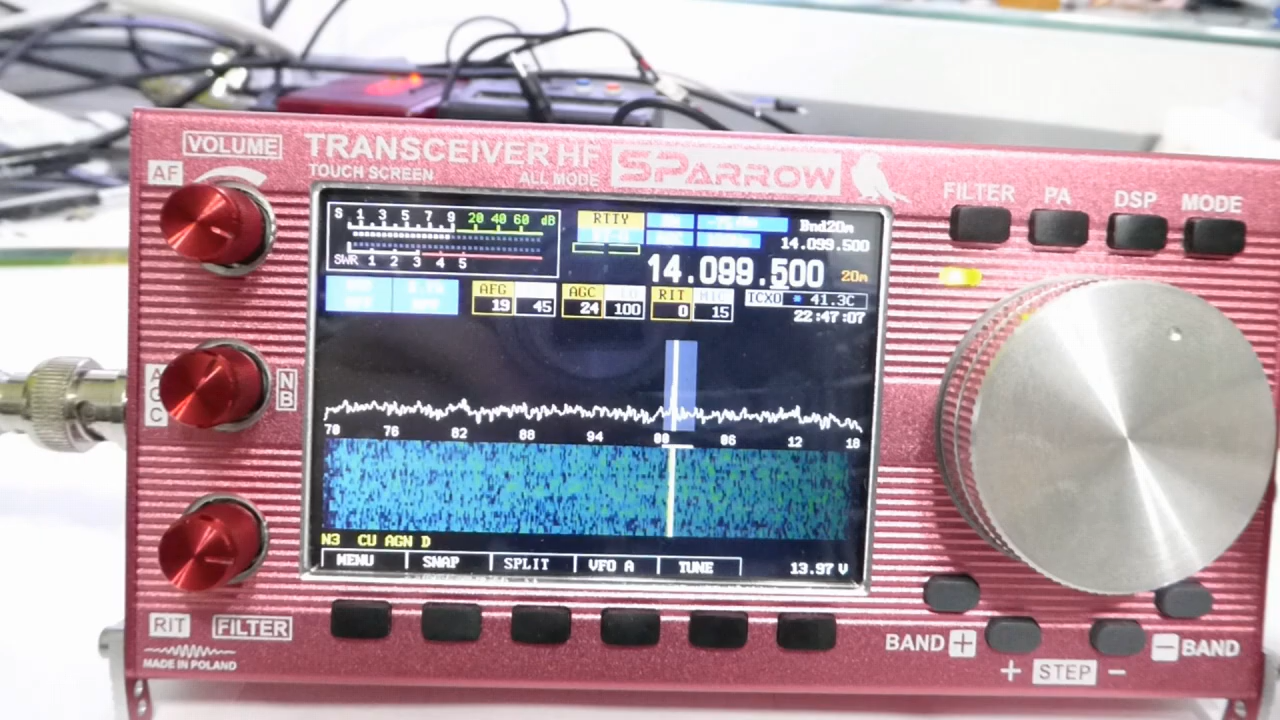 VOLUME
AF
TRANSCEIVER HF
TOUCH SCREEN
ALL MODE
SPARROW
FILTER PA DSP MODE
S 1 3 5 7 9 20 40 60 dB
SWR 1 2 3 4 5
RTTY
Bnd20m
14.099.500
14.099.500 20m
AFG
19 45
AGC
24 100
RIT
0 15
TCXO * 41.3C
22:47:07
AGC
NB
70 76 82 88 94 00 06 12 18
N3 CU AGN D
MENU SNAP SPLIT VFO A TUNE 13.97 V
RIT FILTER
MADE IN POLAND
BAND +
- BAND
+ STEP -